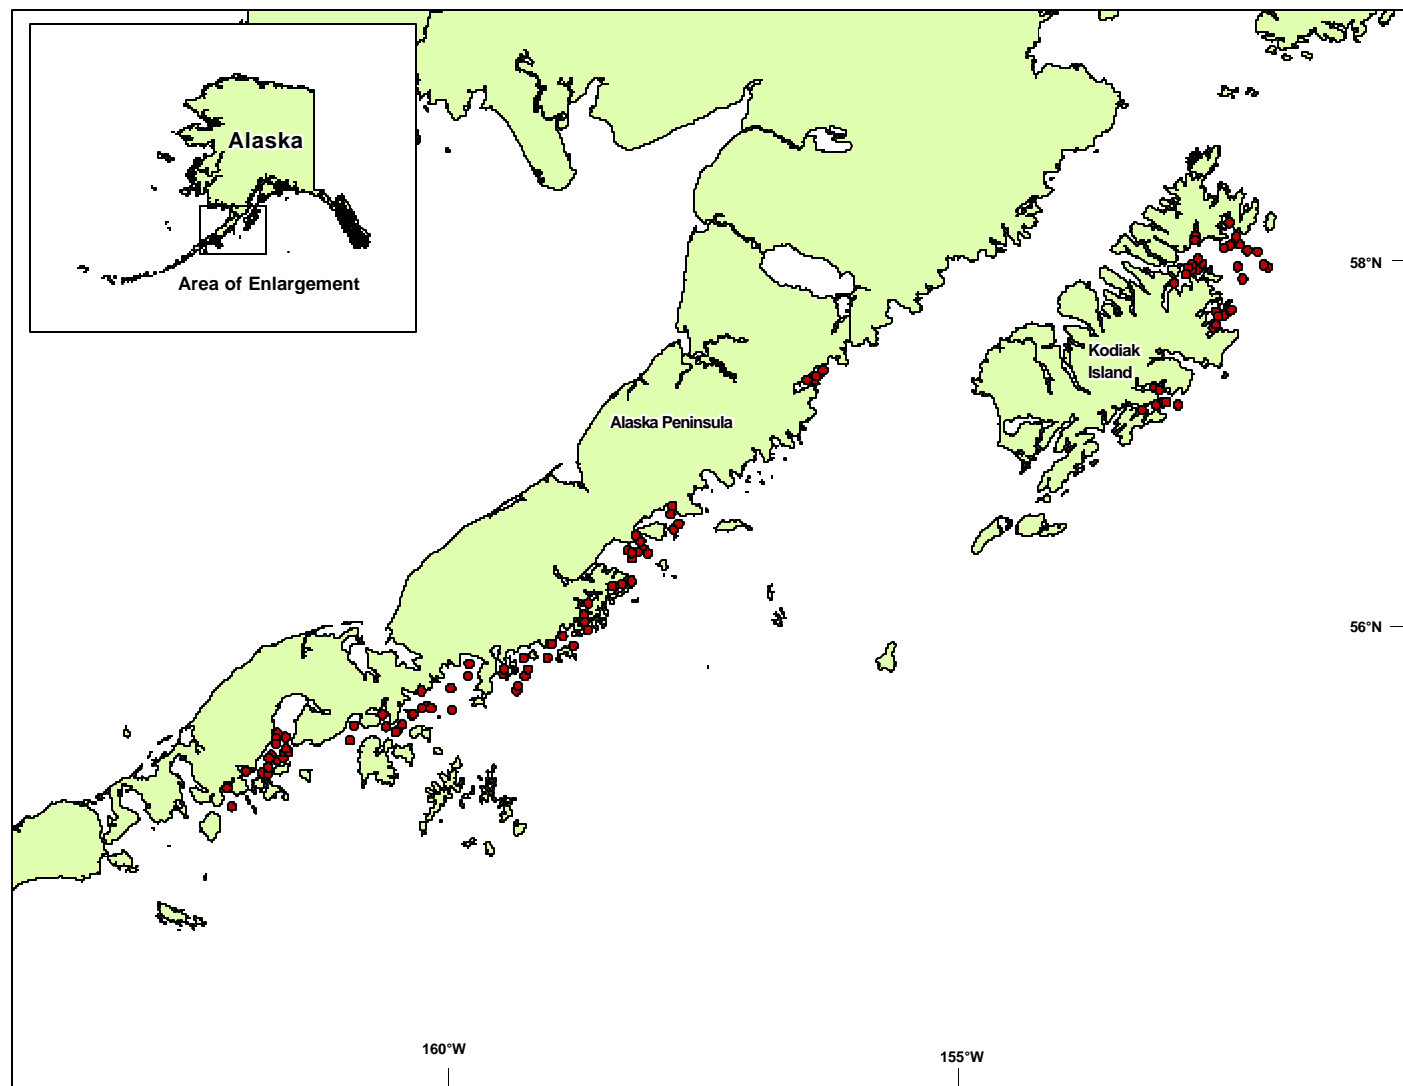 Alaska
Area of Enlargement
58°N
Kodiak
Island
Alaska Peninsula
56°N
160°W
155°W